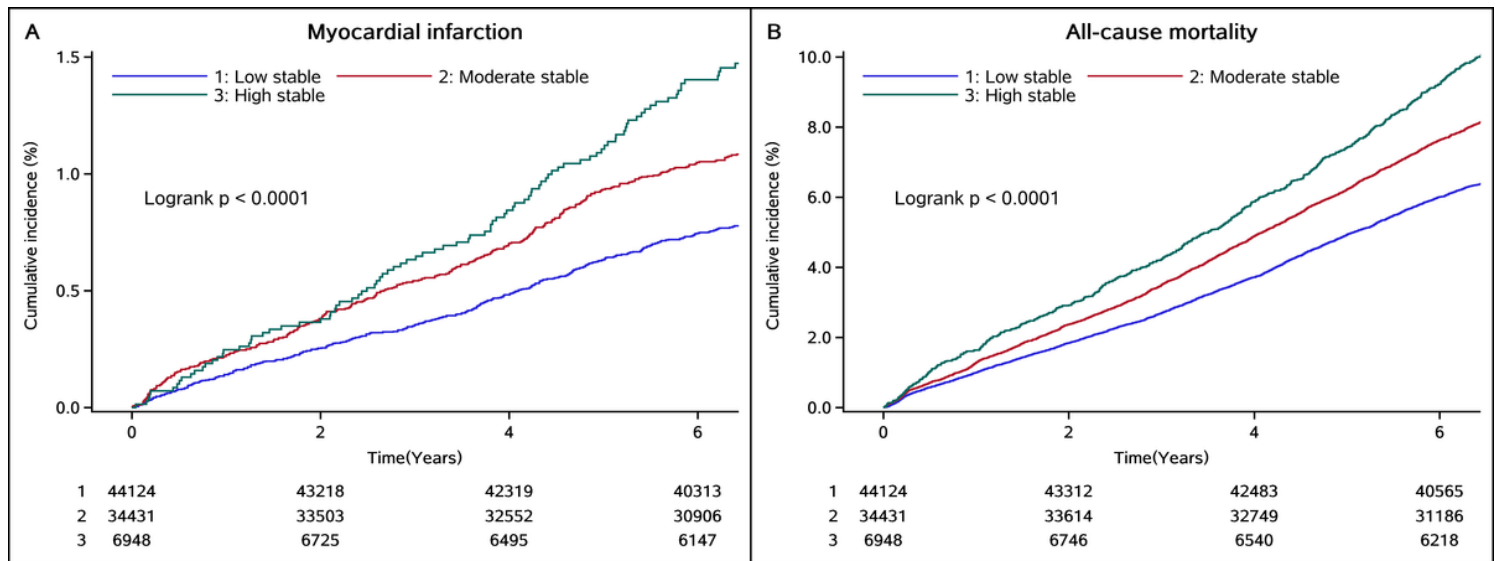 A
Myocardial infarction
1.5
1.0
0.5
0.0
Cumulative incidence (%)
1: Low stable
2: Moderate stable
3: High stable
Logrank p < 0.0001
0 2 4 6
Time(Years)
1 44124 43218 42319 40313
2 34431 33503 32552 30906
3 6948 6725 6495 6147
B
All-cause mortality
10.0
8.0
6.0
4.0
2.0
0.0
Cumulative incidence (%)
1: Low stable
2: Moderate stable
3: High stable
Logrank p < 0.0001
0 2 4 6
Time(Years)
1 44124 43312 42483 40565
2 34431 33614 32749 31186
3 6948 6746 6540 6218